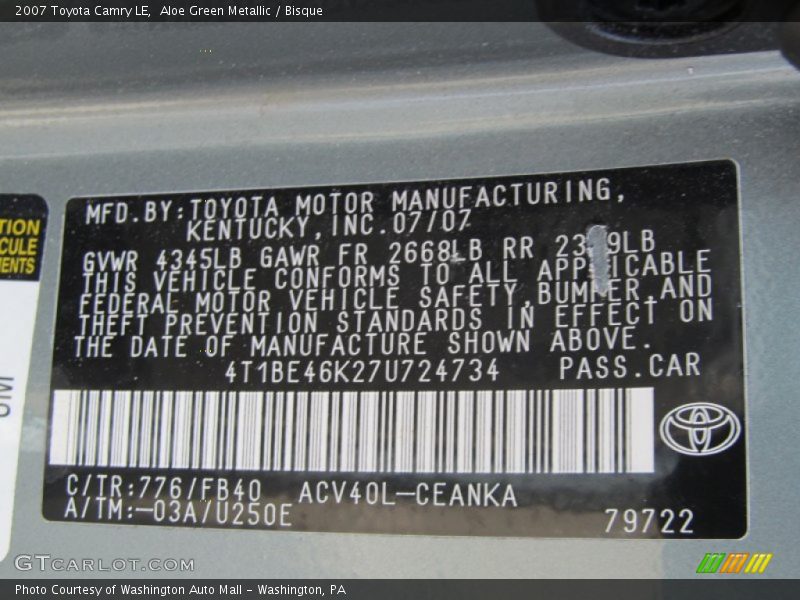 2007 Toyota Camry LE, Aloe Green Metallic / Bisque
MFD.BY:TOYOTA MOTOR MANUFACTURING,
KENTUCKY,INC.07/07
GVWR 4345LB GAWR FR 2668LB RR
THIS VEHICLE CONFORMS TO ALL APPLICABLE
FEDERAL MOTOR VEHICLE SAFETY,BUMPER,AND
THEFT PREVENTION STANDARDS IN EFFECT ON
THE DATE OF MANUFACTURE SHOWN ABOVE.
4T1BE46K27U724734 PASS.CAR
C/TR:776/FB40 ACV40L-CEANKA
A/TM:-03A/U250E
79722
GTCARLOT.COM
Photo Courtesy of Washington Auto Mall - Washington, PA